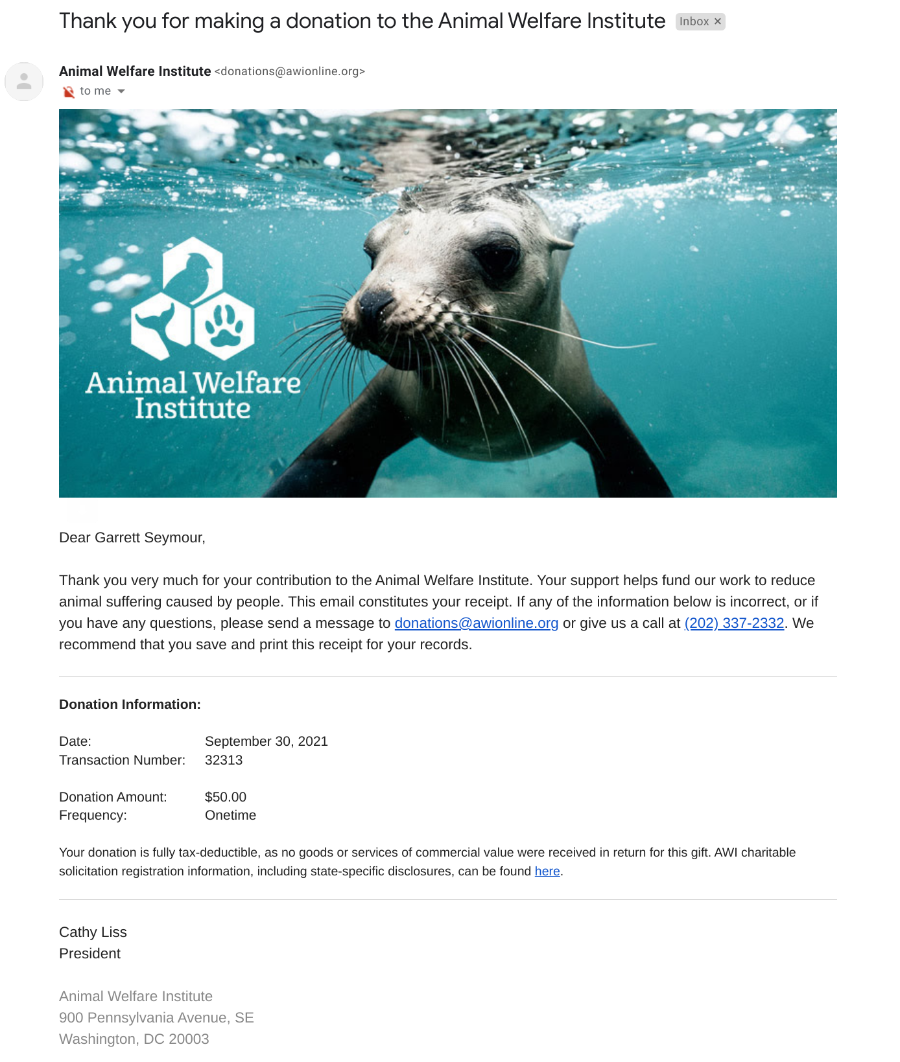 Thank you for making a donation to the Animal Welfare Institute Inbox ×
Animal Welfare Institute <donations@awionline.org>
to me
Animal Welfare
Institute
Dear Garrett Seymour,
Thank you very much for your contribution to the Animal Welfare Institute. Your support helps fund our work to reduce
animal suffering caused by people. This email constitutes your receipt. If any of the information below is incorrect, or if
you have any questions, please send a message to donations@awionline.org or give us a call at (202) 337-2332. We
recommend that you save and print this receipt for your records.
Donation Information:
Date: September 30, 2021
Transaction Number: 32313
Donation Amount: $50.00
Frequency: Onetime
Your donation is fully tax-deductible, as no goods or services of commercial value were received in return for this gift. AWI charitable
solicitation registration information, including state-specific disclosures, can be found here.
Cathy Liss
President
Animal Welfare Institute
900 Pennsylvania Avenue, SE
Washington, DC 20003